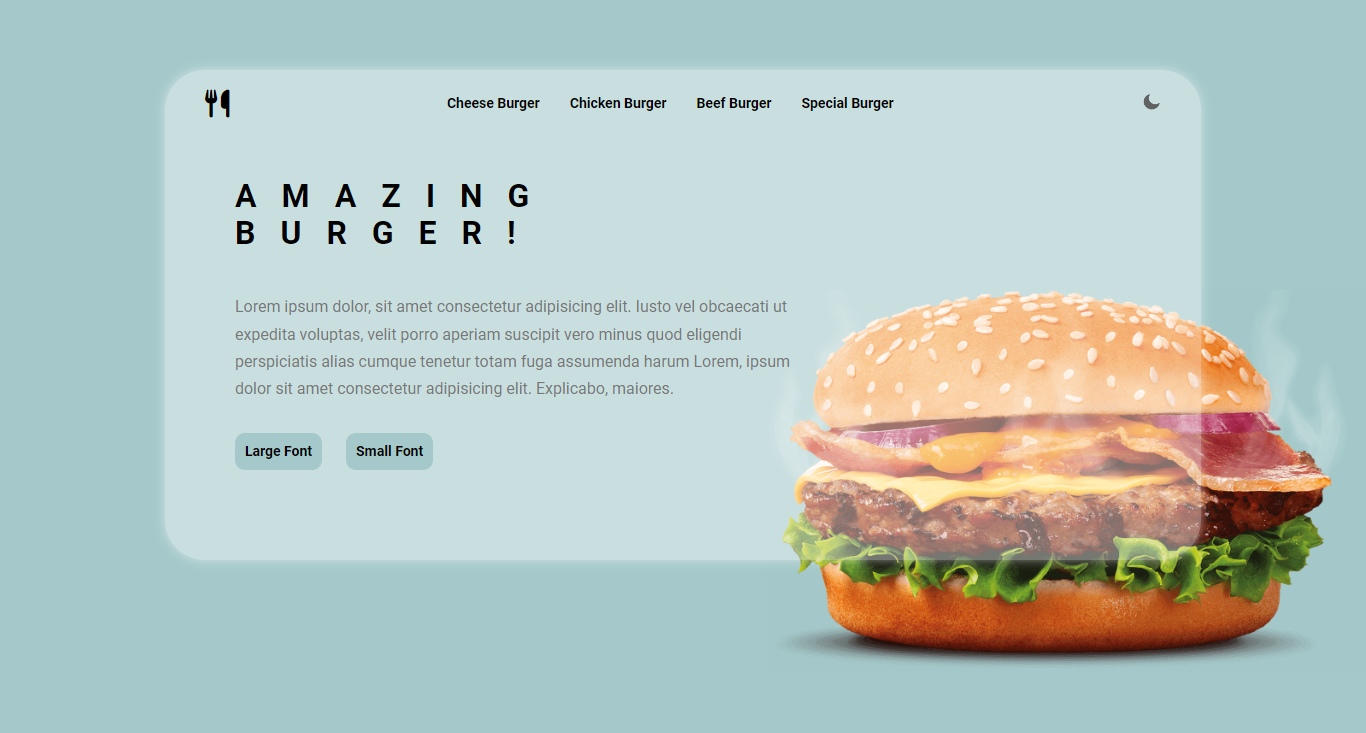 Cheese Burger Chicken Burger Beef Burger Special Burger
A M A Z I N G
B U R G E R !
Lorem ipsum dolor, sit amet consectetur adipisicing elit. Iusto vel obcaecati ut
expedita voluptas, velit porro aperiam suscipit vero minus quod eligendi
perspiciatis alias cumque tenetur totam fuga assumenda harum Lorem, ipsum
dolor sit amet consectetur adipisicing elit. Explicabo, maiores.
Large Font Small Font